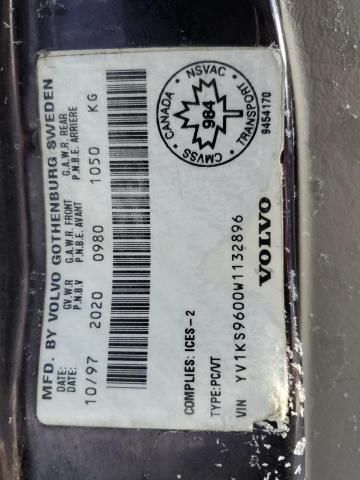 MFD. BY VOLVO GOTHENBURG SWEDEN
DATE: G.V.W.R G.A.W.R. FRONT G.A.W.R. REAR
DATE: P.N.B.V P.N.B.E. AVANT P.N.B.E. ARRIERE
10/97 2020 0980 1050 KG
COMPLIES: ICES-2
TYPE: PC/VT
VIN YV1KS9600W1132896
VOLVO
CANADA • NSVAC • TRANSPORT • CMVSS
984
9454170